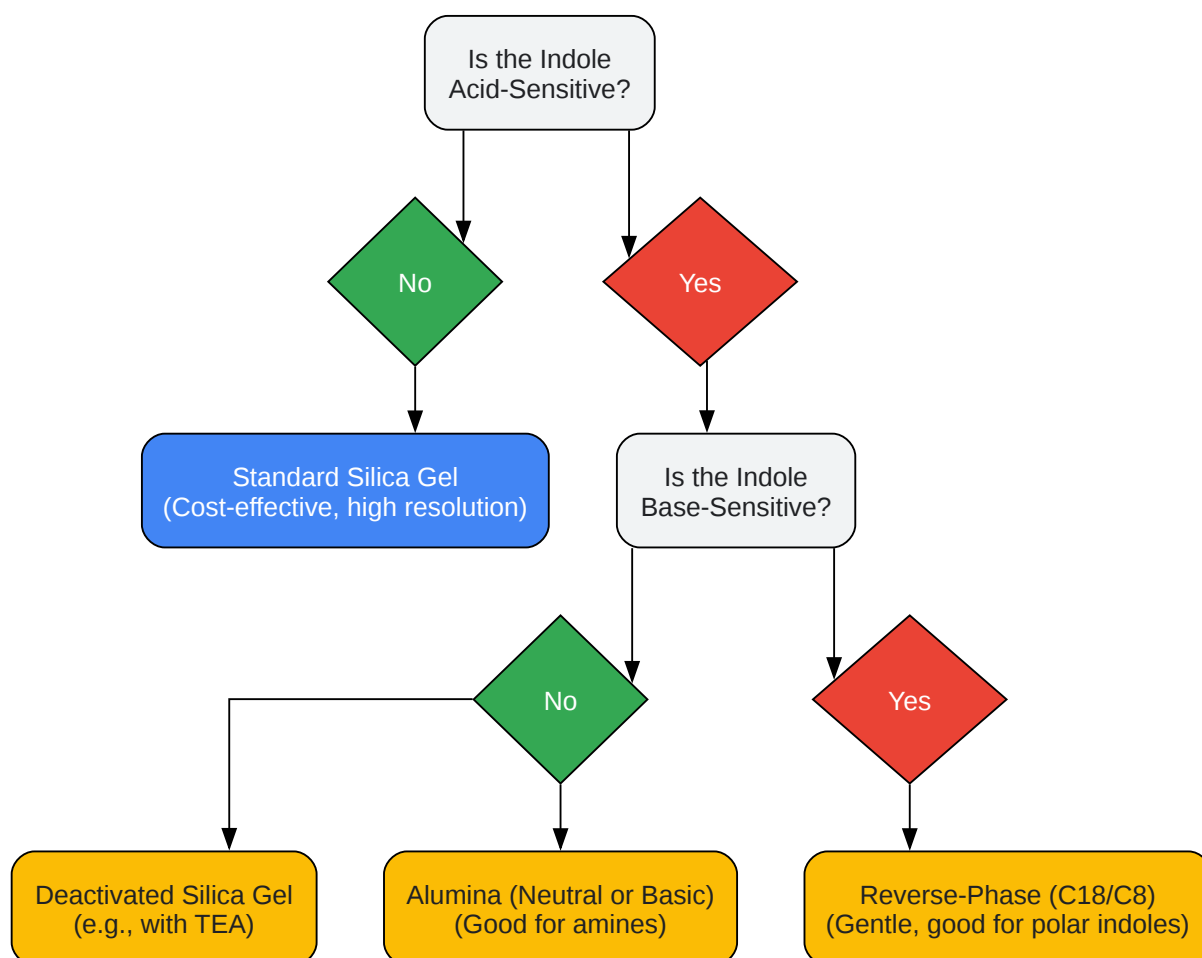 Is the Indole
Acid-Sensitive?
No
Yes
Standard Silica Gel
(Cost-effective, high resolution)
Is the Indole
Base-Sensitive?
No
Yes
Deactivated Silica Gel
(e.g., with TEA)
Alumina (Neutral or Basic)
(Good for amines)
Reverse-Phase (C18/C8)
(Gentle, good for polar indoles)